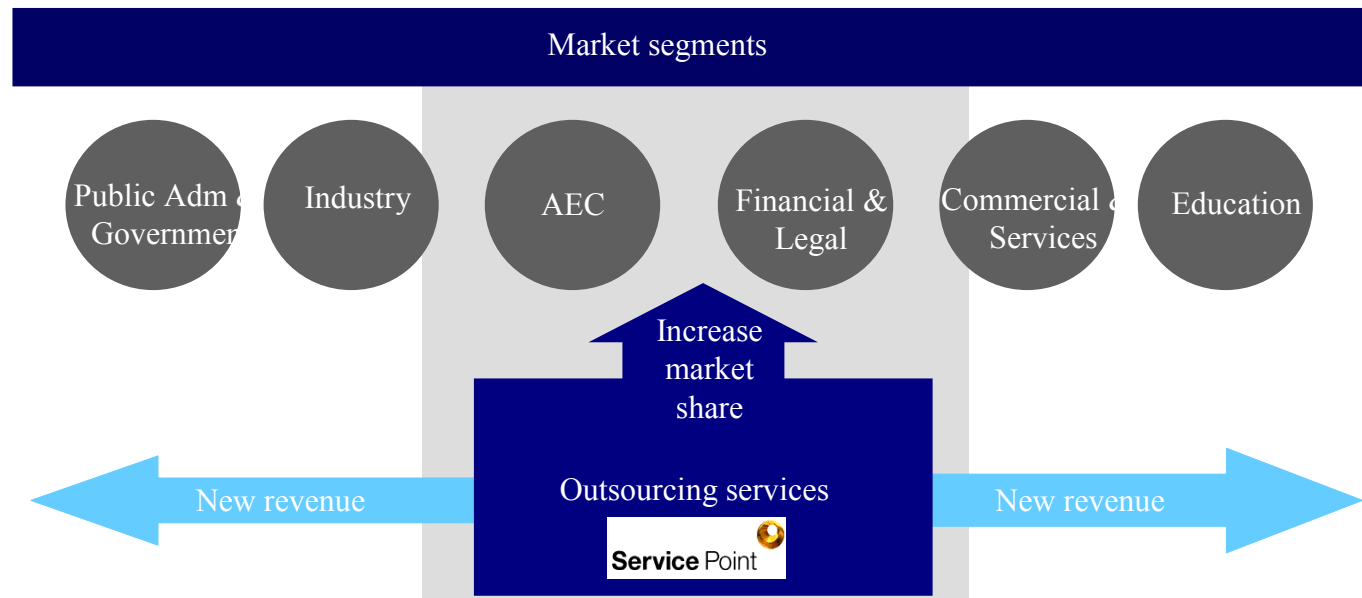 Market segments
Public Adm &
Government
Industry
AEC
Financial &
Legal
Commercial &
Services
Education
Increase
market
share
New revenue
Outsourcing services
New revenue
Service Point